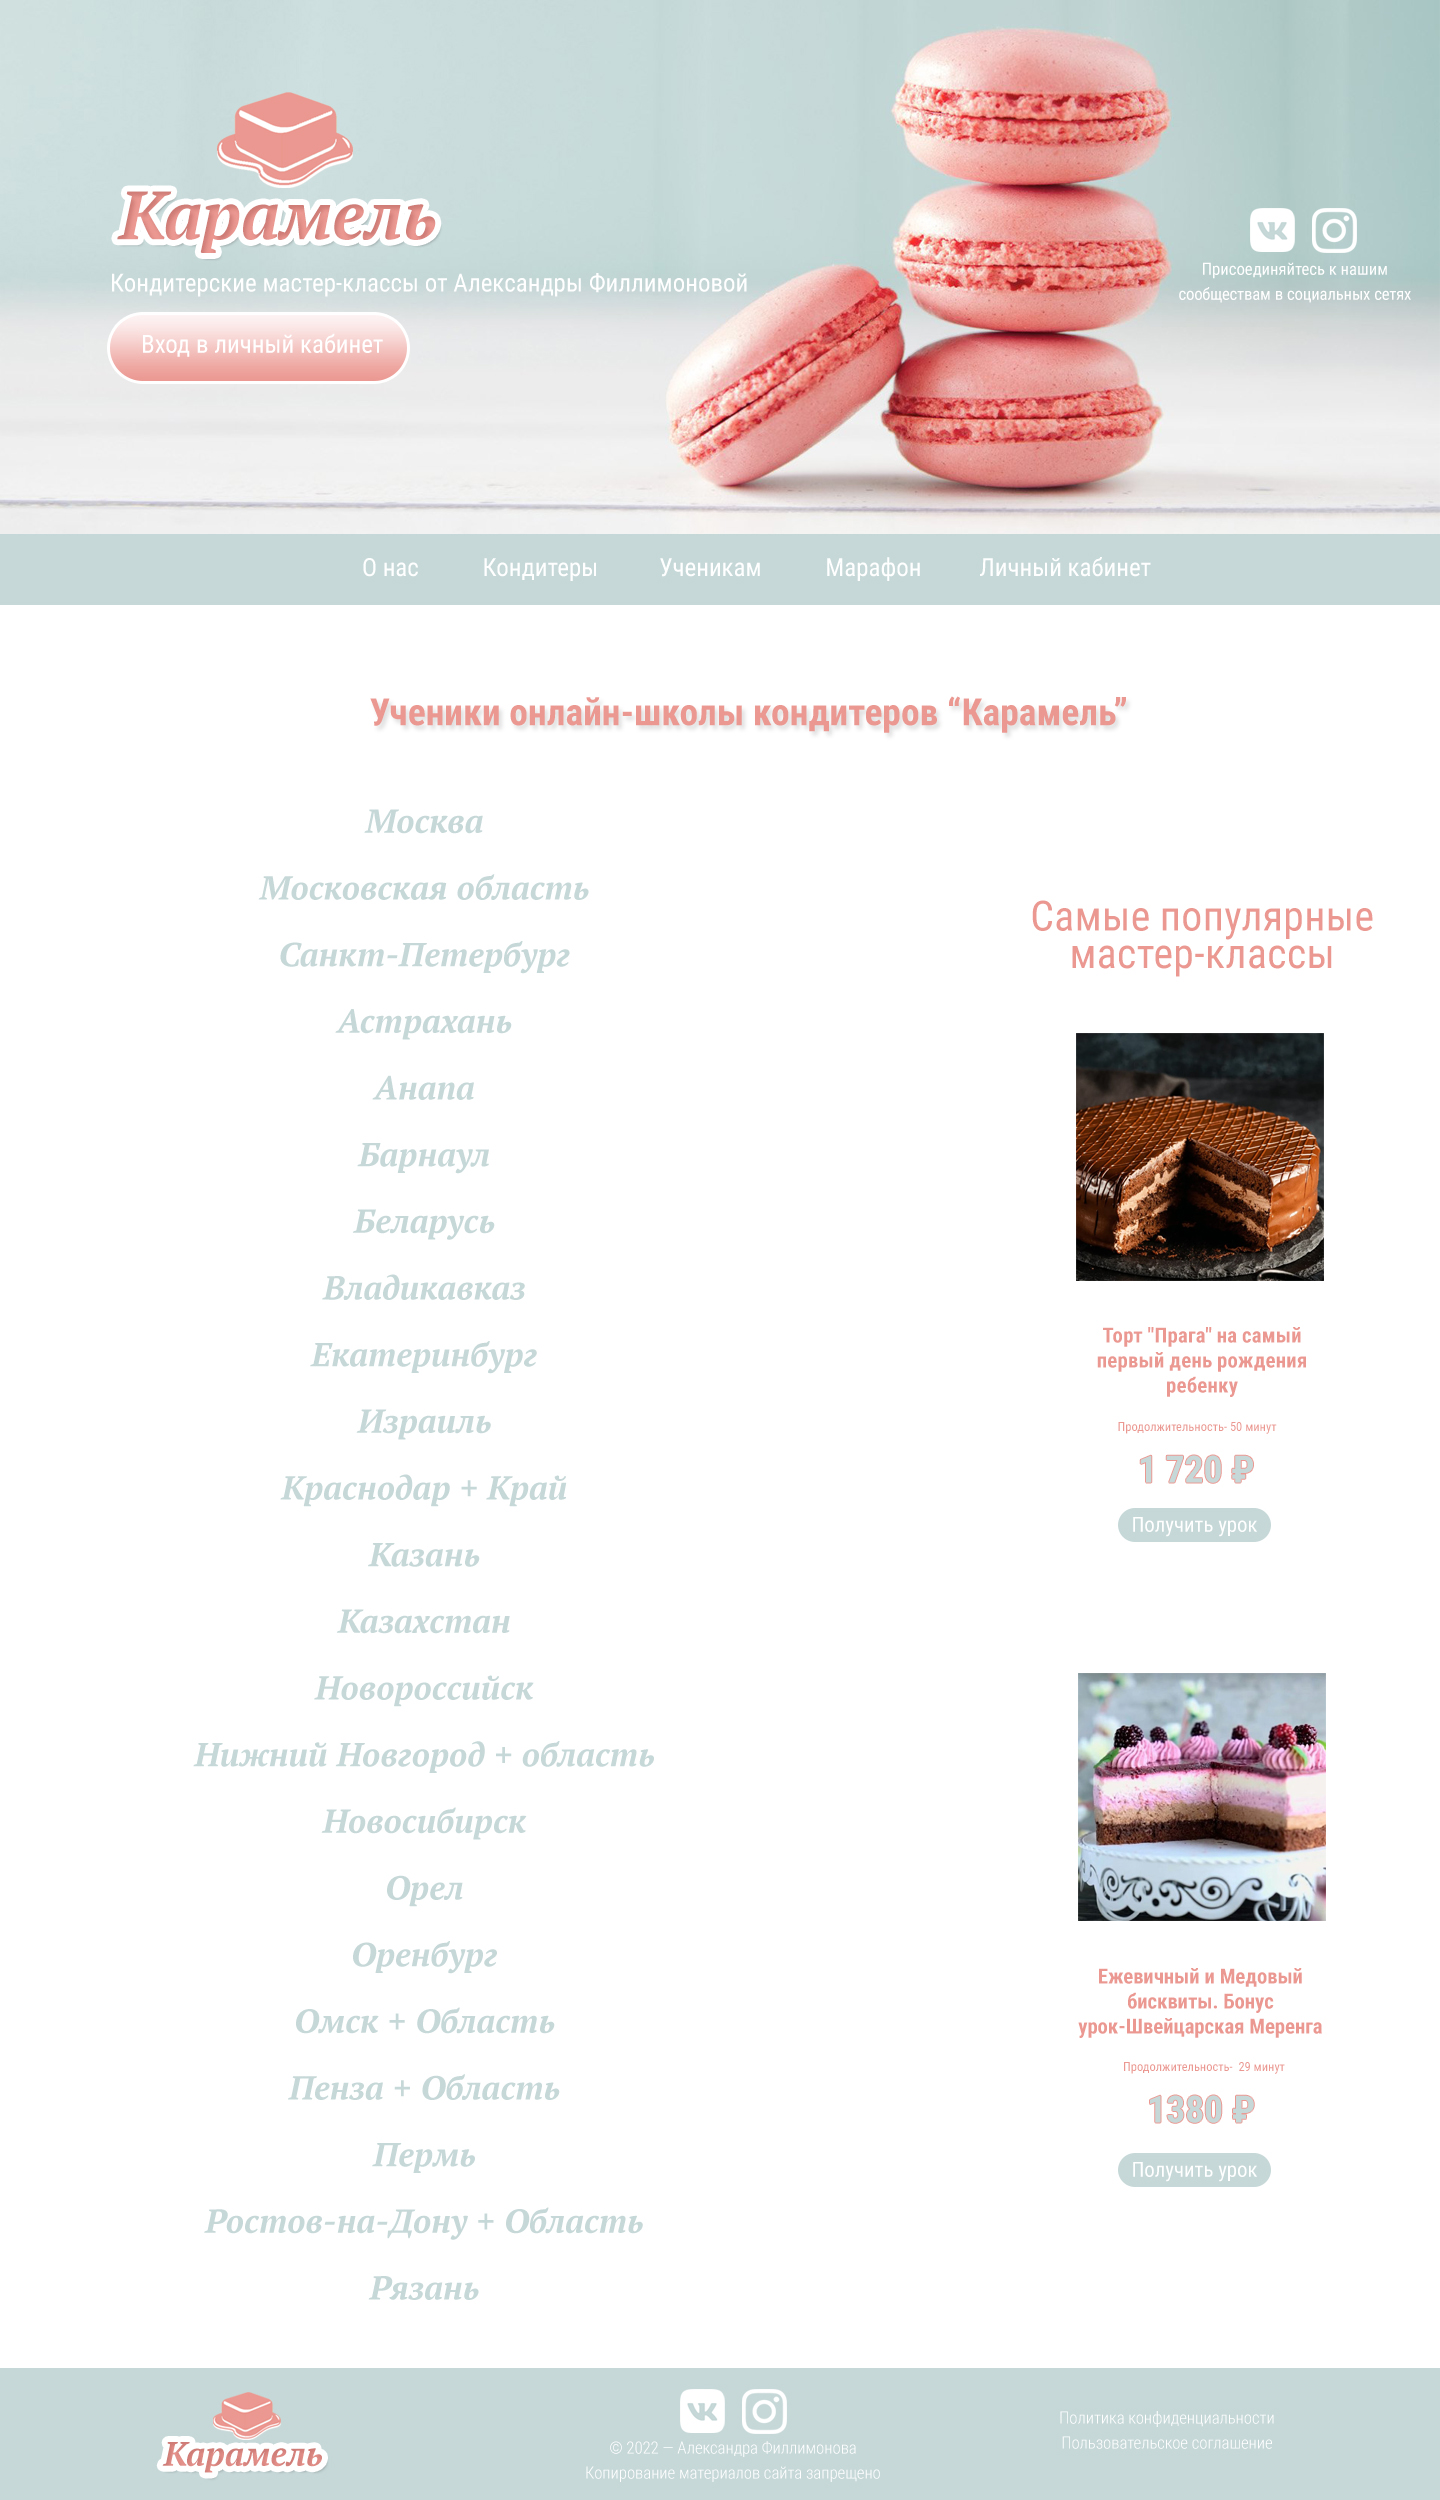 Карамель
Кондитерские мастер-классы от Александры Филлимоновой
Вход в личный кабинет
Присоединяйтесь к нашим
сообществам в социальных сетях
О нас
Кондитеры
Ученикам
Марафон
Личный кабинет
Ученики онлайн-школы кондитеров “Карамель”
Москва
Московская область
Санкт-Петербург
Астрахань
Анапа
Барнаул
Беларусь
Владикавказ
Екатеринбург
Израиль
Краснодар + Край
Казань
Казахстан
Новороссийск
Нижний Новгород + область
Новосибирск
Орел
Оренбург
Омск + Область
Пенза + Область
Пермь
Ростов-на-Дону + Область
Рязань
Самые популярные
мастер-классы
Торт "Прага" на самый
первый день рождения
ребенку
Продолжительность- 50 минут
1 720 ₽
Получить урок
Ежевичный и Медовый
бисквиты. Бонус
урок-Швейцарская Меренга
Продолжительность-  29 минут
1380 ₽
Получить урок
Карамель
© 2022 — Александра Филлимонова
Копирование материалов сайта запрещено
Политика конфиденциальности
Пользовательское соглашение